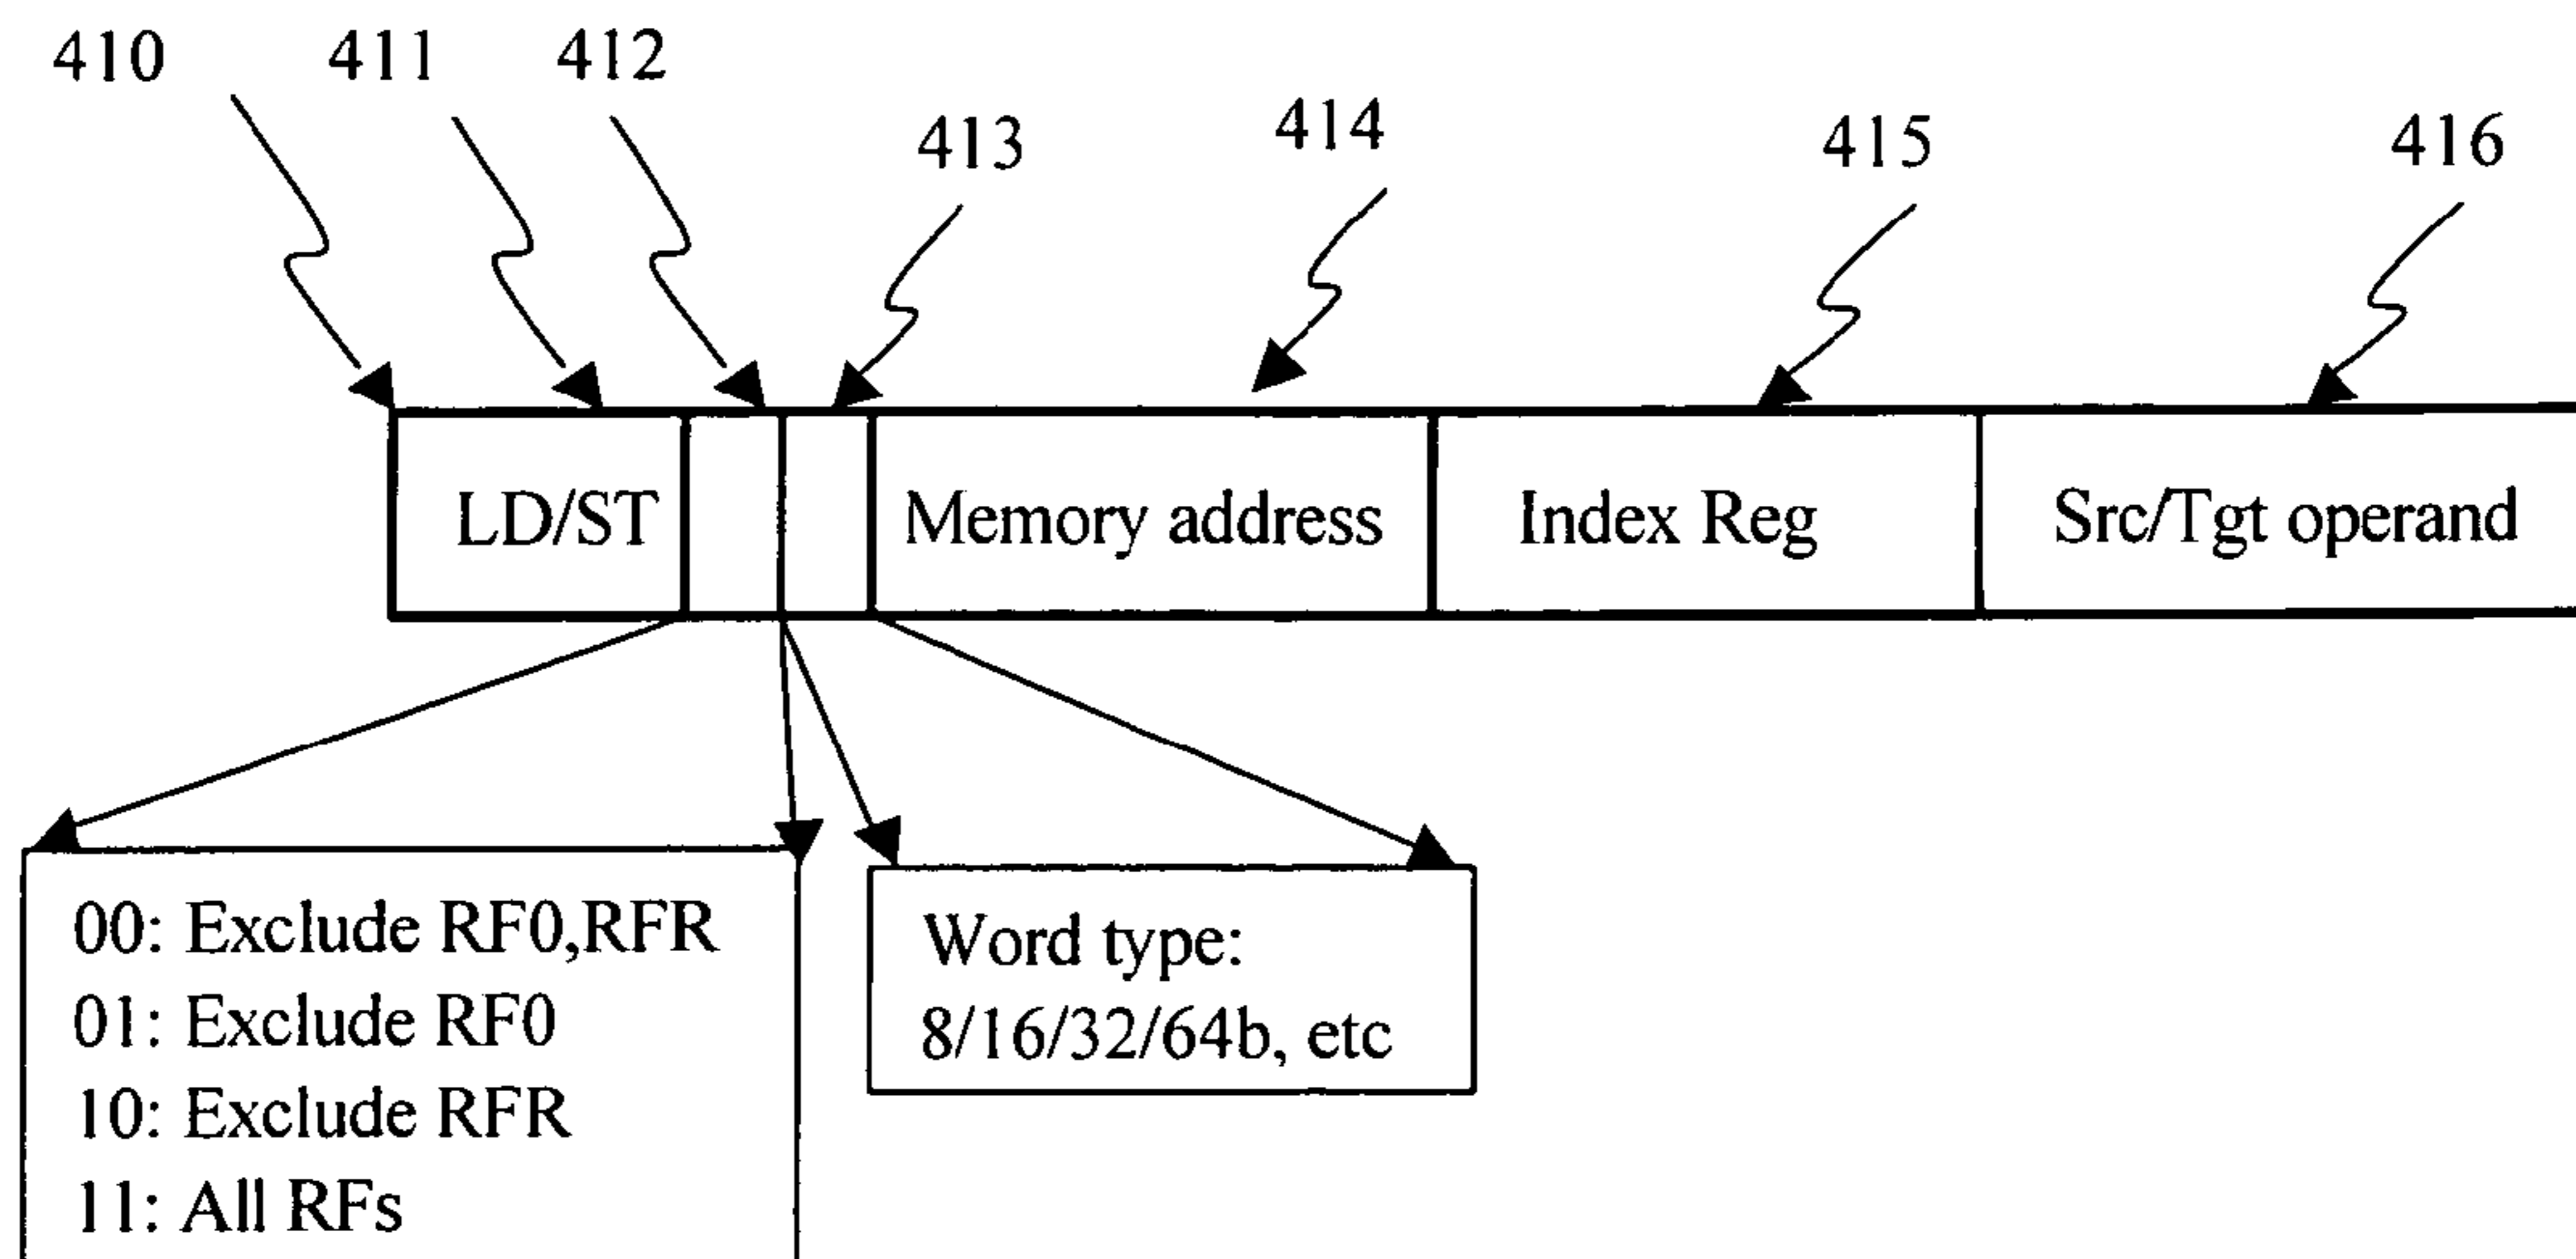 410
411
412
413
414
415
416
LD/ST
Memory address
Index Reg
Src/Tgt operand
00: Exclude RF0,RFR
01: Exclude RF0
10: Exclude RFR
11: All RFs
Word type:
8/16/32/64b, etc